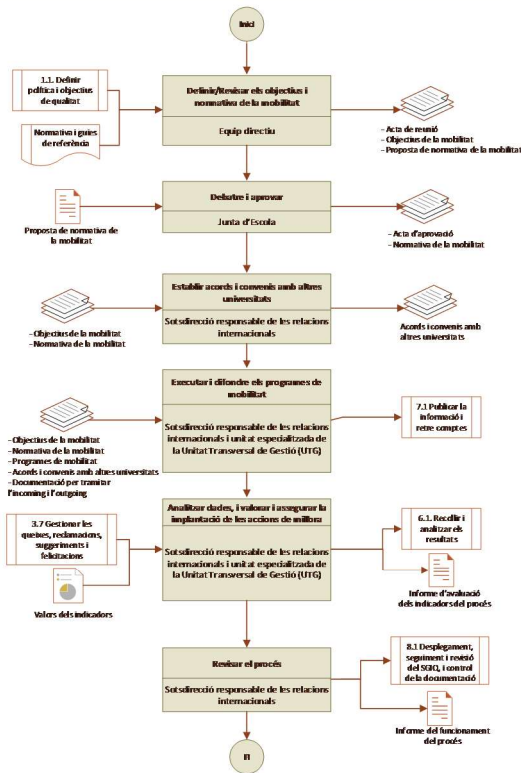 Inici
1.1. Definir
política i objectius
de qualitat
Normativa i guies
de referència
Definir/Revisar els objectius i
normativa de la mobilitat
Equip directiu
- Acta de reunió
- Objectius de la mobilitat
- Proposta de normativa de la mobilitat
Proposta de normativa de
la mobilitat
Debatre i aprovar
Junta d'Escola
- Acta d'aprovació
- Normativa de la mobilitat
- Objectius de la mobilitat
- Normativa de la mobilitat
Establir acords i convenis amb altres
universitats
Sotsdirecció responsable de les relacions
internacionals
Acords i convenis amb
altres universitats
- Objectius de la mobilitat
- Normativa de la mobilitat
- Programes de mobilitat
- Acords i convenis amb altres universitats
- Documentació per tramitar
l'incoming i l'outgoing
Executar i difondre els programes de
mobilitat
Sotsdirecció responsable de les relacions
internacionals i unitat especialitzada de
la Unitat Transversal de Gestió (UTG)
7.1 Publicar la
informació i
retre comptes
3.7 Gestionar les
queixes, reclamacions,
suggeriments i
felicitacions
Valors dels indicadors
Analitzar dades, i valorar i assegurar la
implantació de les accions de millora
Sotsdirecció responsable de les relacions
internacionals i unitat especialitzada de
la Unitat Transversal de Gestió (UTG)
6.1. Recollir i
analitzar els
resultats
Informe d'avaluació
dels indicadors del procés
Revisar el procés
Sotsdirecció responsable de les relacions
internacionals
8.1 Desplegament,
seguiment i revisió
del SGIQ, i control
de la documentació
Informe del funcionament
del procés
Fi